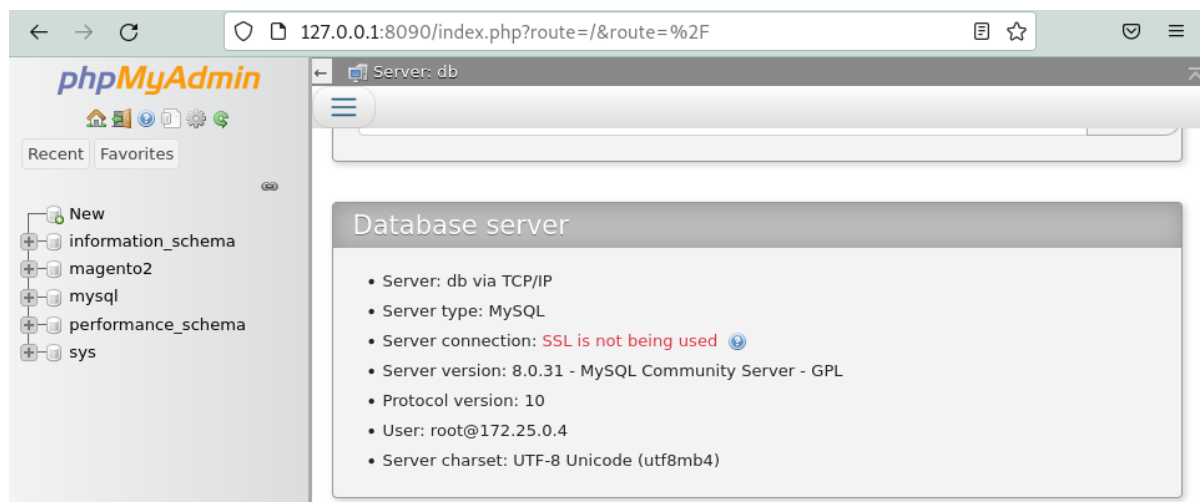 127.0.0.1:8090/index.php?route=/&route=%2F
phpMyAdmin
Recent Favorites
New
information_schema
magento2
mysql
performance_schema
sys
Server: db
Database server
Server: db via TCP/IP
Server type: MySQL
Server connection: SSL is not being used
Server version: 8.0.31 - MySQL Community Server - GPL
Protocol version: 10
User: root@172.25.0.4
Server charset: UTF-8 Unicode (utf8mb4)